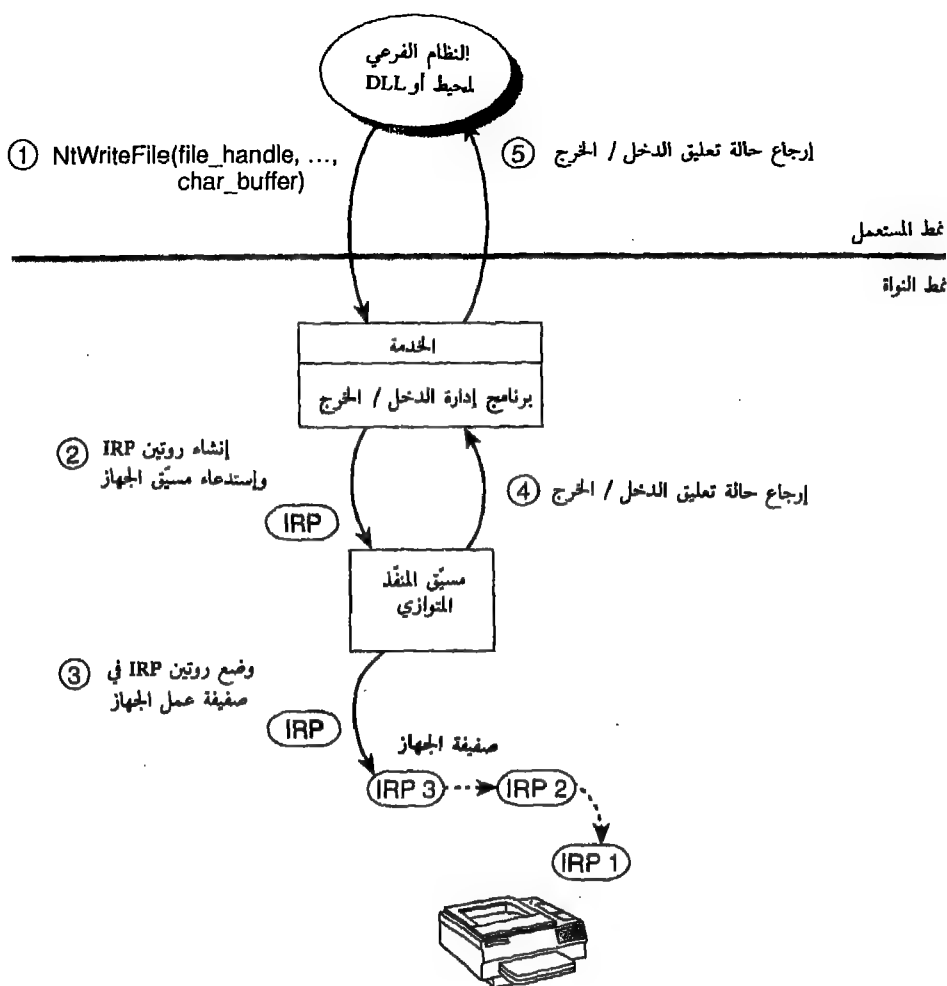 النظام الفرعي
لمحيط أو DLL
① NtWriteFile(file_handle, ...,
char_buffer)
⑤ إرجاع حالة تعليق الدخل / الخرج
نمط المستعمل
نمط النواة
الخدمة
برنامج إدارة الدخل / الخرج
② إنشاء روتين IRP
وإستدعاء مسيّق الجهاز
IRP
④ إرجاع حالة تعليق الدخل / الخرج
مسيّق المنفّذ
المتوازي
③ وضع روتين IRP في
صفيفة عمل الجهاز
IRP
صفيفة الجهاز
IRP 3
IRP 2
IRP 1